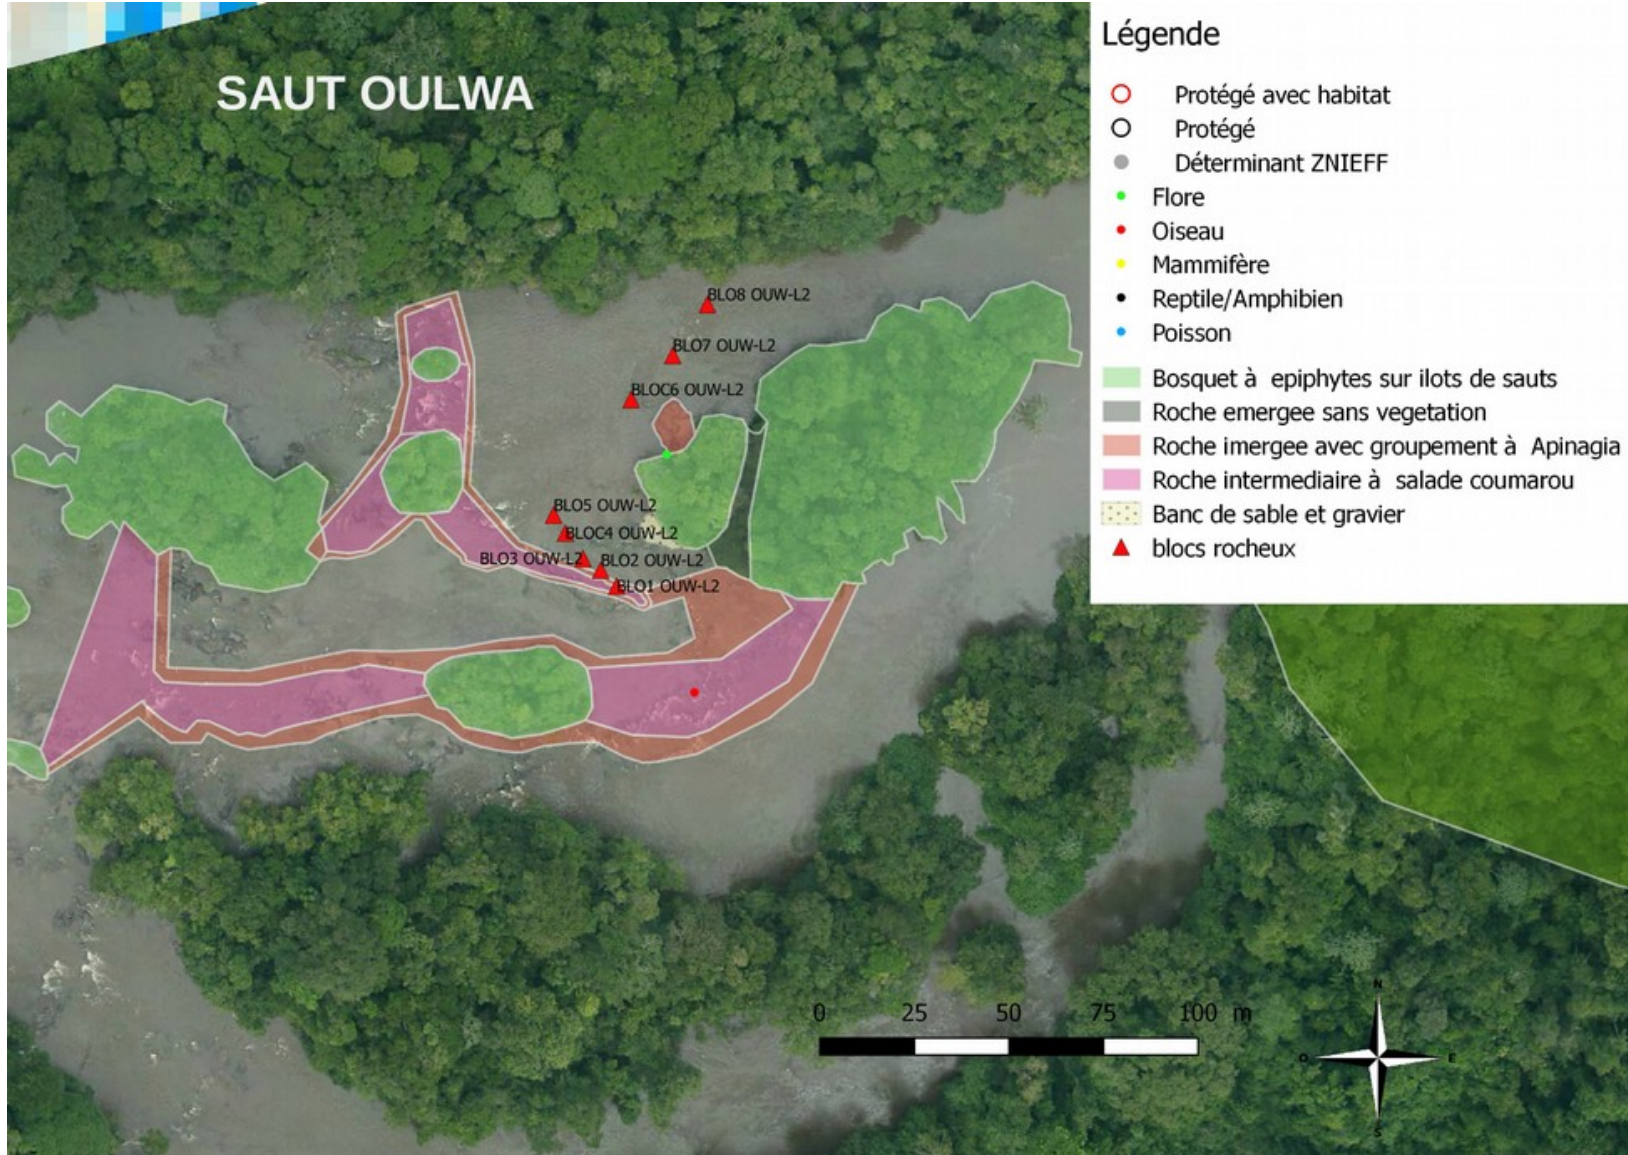 SAUT OULWA
Légende
Protégé avec habitat
Protégé
Déterminant ZNIEFF
Flore
Oiseau
Mammifère
Reptile/Amphibien
Poisson
Bosquet à epiphytes sur ilots de sauts
Roche emergee sans vegetation
Roche imergee avec groupement à Apinagia
Roche intermediaire à salade coumarou
Banc de sable et gravier
blocs rocheux
BLO8 OUW-L2
BLO7 OUW-L2
BLOC6 OUW-L2
BLO5 OUW-L2
BLOC4 OUW-L2
BLO3 OUW-L2
BLO2 OUW-L2
BLO1 OUW-L2
0 25 50 75 100 m
N
O E
S